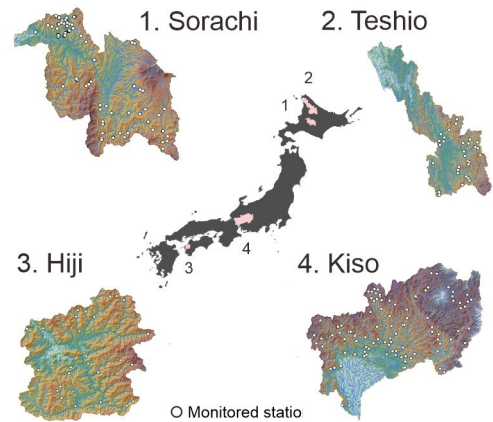 1. Sorachi
2. Teshio
2
1
3
4
3. Hiji
4. Kiso
Monitored statio